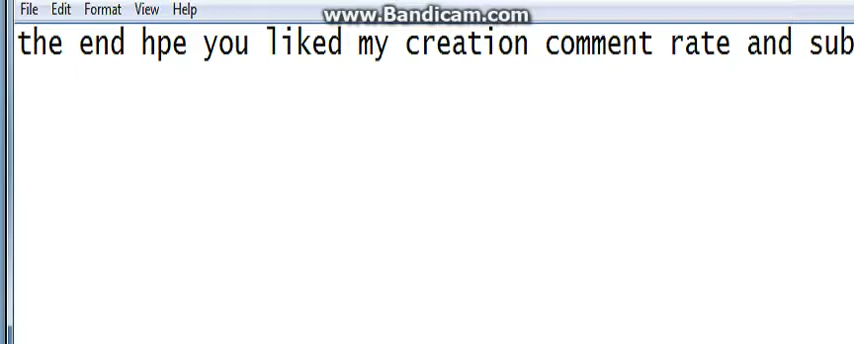 File Edit Format View Help
www.Bandicam.com
the end hpe you liked my creation comment rate and sub